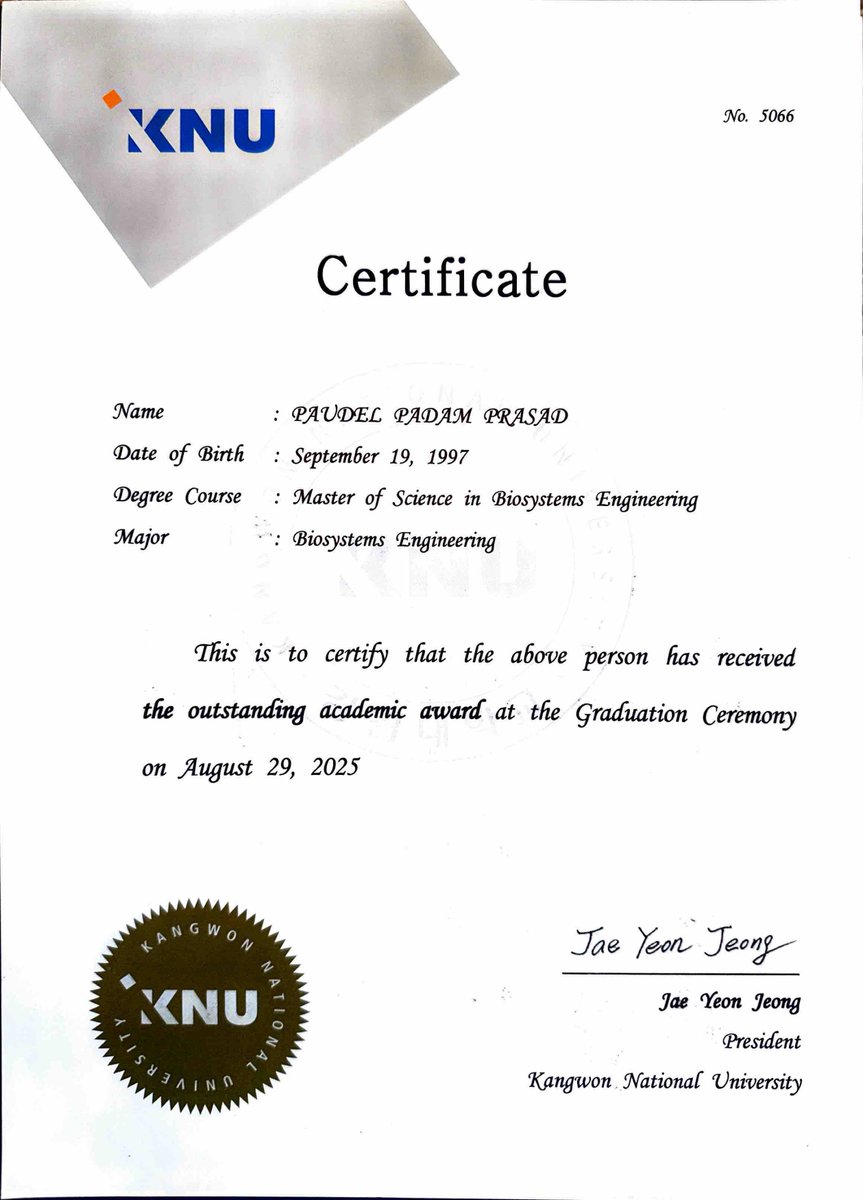 KNU
No. 5066
Certificate
Name : PAUDEL PADAM PRASAD
Date of Birth : September 19, 1997
Degree Course : Master of Science in Biosystems Engineering
Major : Biosystems Engineering
KNU
This is to certify that the above person has received
the outstanding academic award at the Graduation Ceremony
on August 29, 2025
Jae Yeon Jeong
Jae Yeon Jeong
President
Kangwon National University
KANGWON NATIONAL UNIVERSITY
KNU